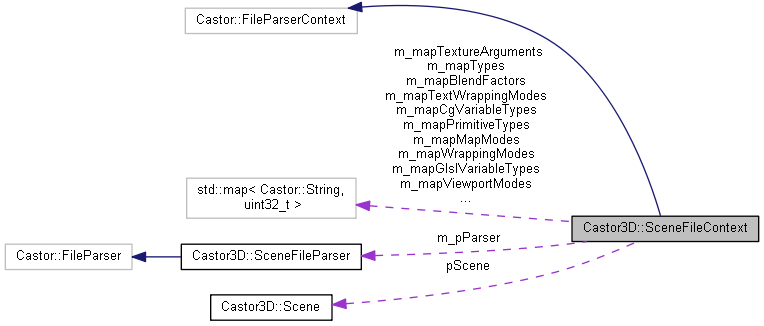 Castor::FileParserContext
m_mapTextureArguments
m_mapTypes
m_mapBlendFactors
m_mapTextWrappingModes
m_mapCgVariableTypes
m_mapPrimitiveTypes
m_mapMapModes
m_mapWrappingModes
m_mapGlslVariableTypes
m_mapViewportModes
...
std::map< Castor::String,
uint32_t >
Castor3D::SceneFileContext
m_pParser
Castor::FileParser
Castor3D::SceneFileParser
pScene
Castor3D::Scene